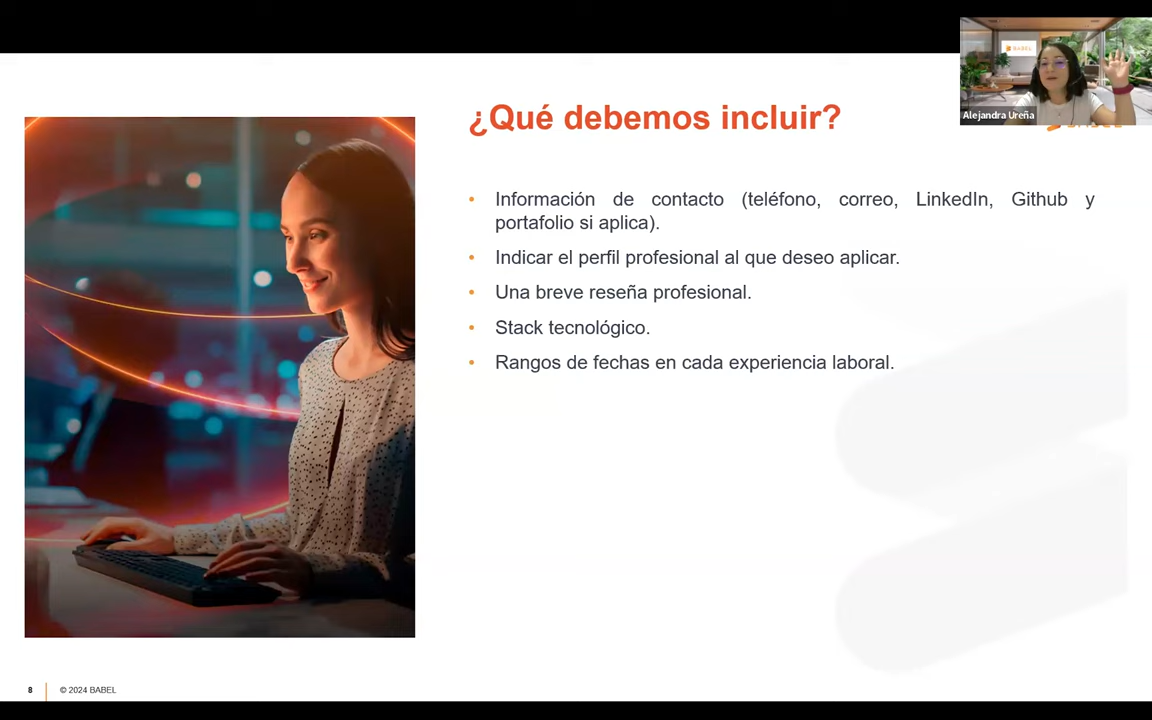 BABEL
Alejandra Ureña
¿Qué debemos incluir?
• Información de contacto (teléfono, correo, LinkedIn, Github y
portafolio si aplica).
• Indicar el perfil profesional al que deseo aplicar.
• Una breve reseña profesional.
• Stack tecnológico.
• Rangos de fechas en cada experiencia laboral.
8
© 2024 BABEL